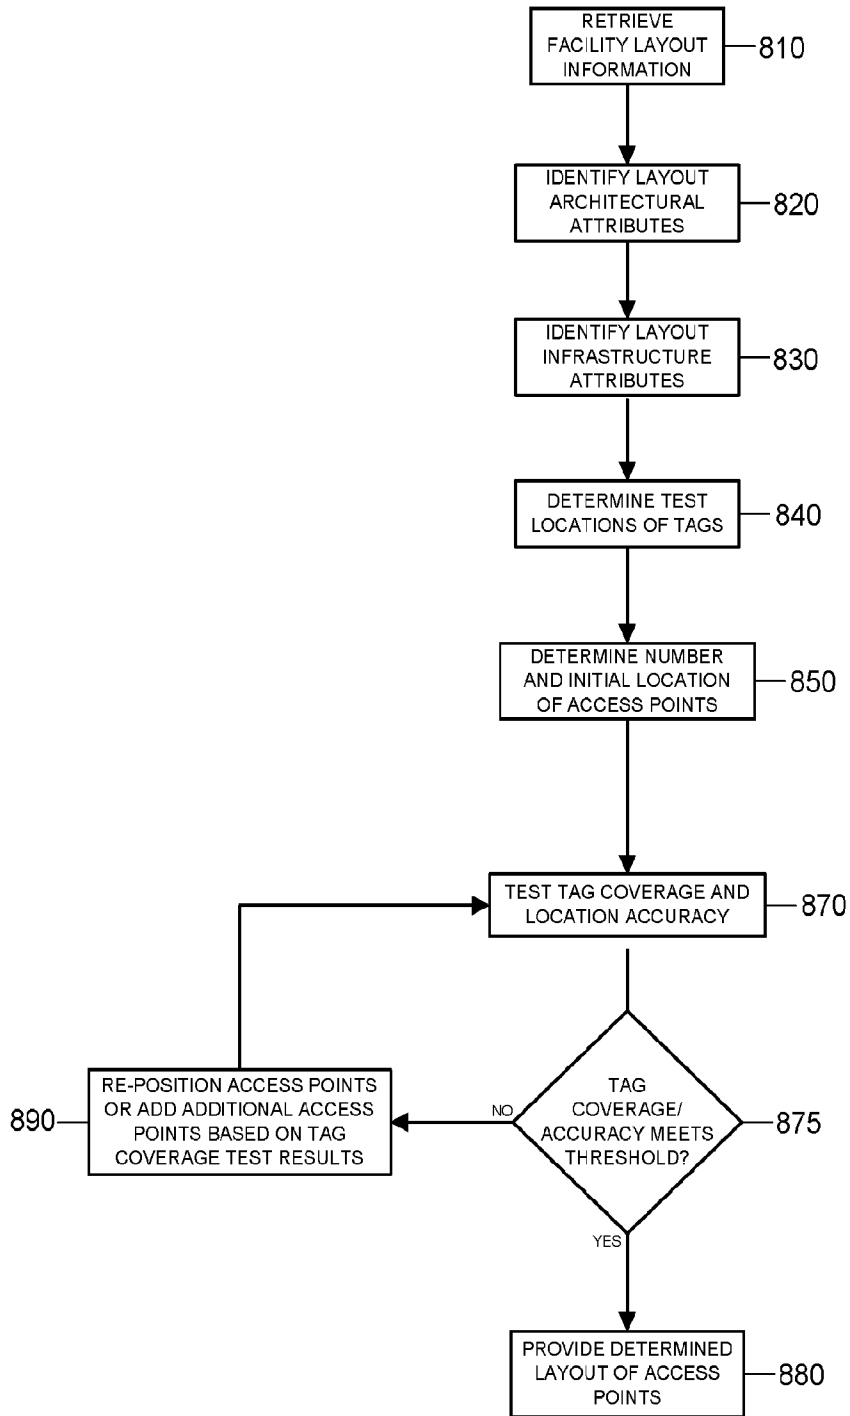 RETRIEVE
FACILITY LAYOUT
INFORMATION
810
IDENTIFY LAYOUT
ARCHITECTURAL
ATTRIBUTES
820
IDENTIFY LAYOUT
INFRASTRUCTURE
ATTRIBUTES
830
DETERMINE TEST
LOCATIONS OF TAGS
840
DETERMINE NUMBER
AND INITIAL LOCATION
OF ACCESS POINTS
850
TEST TAG COVERAGE AND
LOCATION ACCURACY
870
TAG
COVERAGE/
ACCURACY MEETS
THRESHOLD?
875
NO
RE-POSITION ACCESS POINTS
OR ADD ADDITIONAL ACCESS
POINTS BASED ON TAG
COVERAGE TEST RESULTS
890
YES
PROVIDE DETERMINED
LAYOUT OF ACCESS
POINTS
880